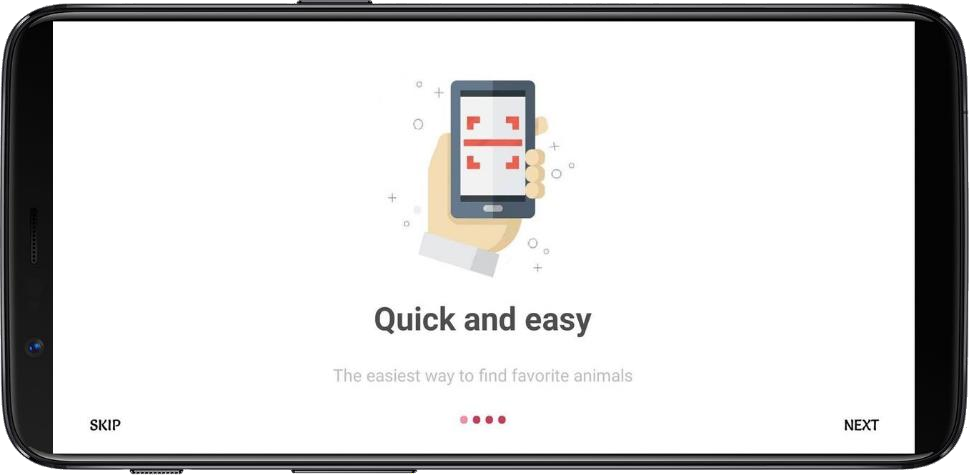 Quick and easy
The easiest way to find favorite animals
SKIP
NEXT